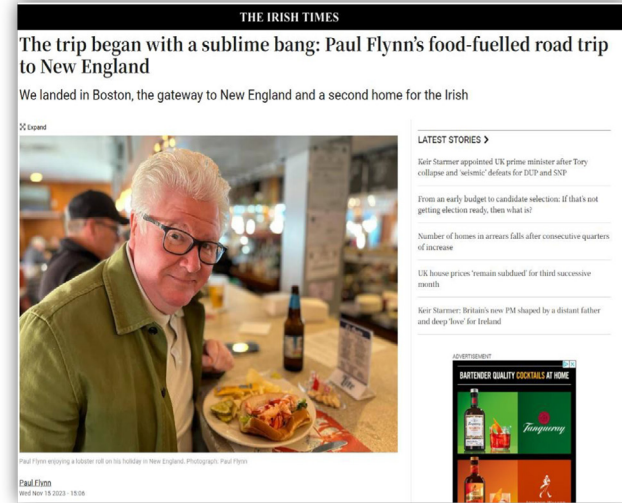 THE IRISH TIMES
The trip began with a sublime bang: Paul Flynn's food-fuelled road trip
to New England
We landed in Boston, the gateway to New England and a second home for the Irish
Expand
LATEST STORIES
Keir Starmer appointed UK prime minister after Tory
collapse and 'seismic' defeats for DUP and SNP
From an early budget to candidate selection: If that's not
getting election ready, then what is?
Number of homes in arrears falls after consecutive quarters
of increase
UK house prices 'remain subdued' for third successive
month
Keir Starmer: Britain's new PM shaped by a distant father
and deep 'love' for Ireland
ADVERTISEMENT
BARTENDER QUALITY COCKTAILS AT HOME
Tanqueray
Lite
Paul Flynn enjoying a lobster roll on his holiday in New England. Photograph: Paul Flynn
Paul Flynn
Wed Nov 15 2023 - 15:06